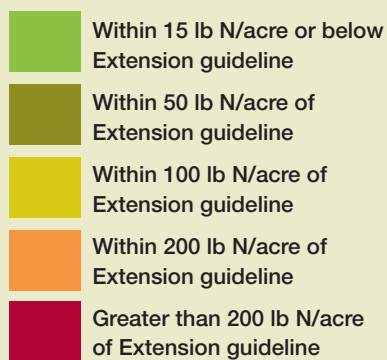 Within 15 lb N/acre or below
Extension guideline
Within 50 lb N/acre of
Extension guideline
Within 100 lb N/acre of
Extension guideline
Within 200 lb N/acre of
Extension guideline
Greater than 200 lb N/acre
of Extension guideline